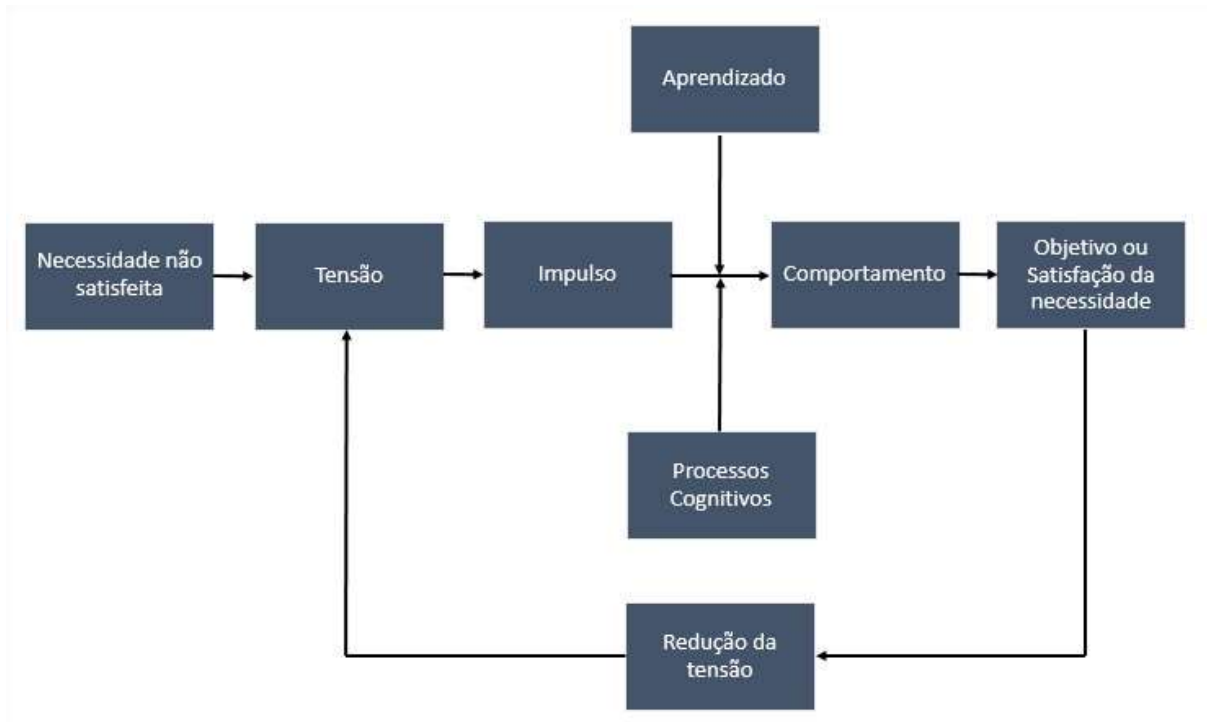 Aprendizado
Necessidade não
satisfeita
Tensão
Impulso
Comportamento
Objetivo ou
Satisfação da
necessidade
Processos
Cognitivos
Redução da
tensão